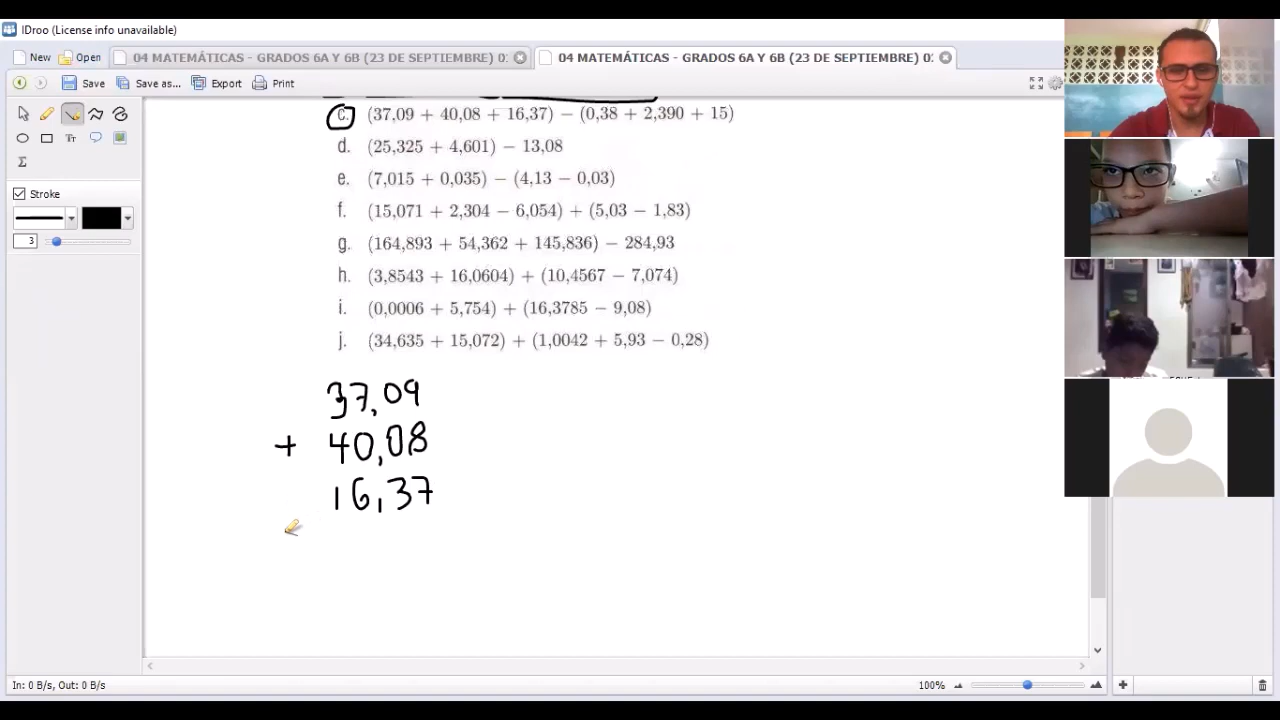 IDroo (License info unavailable)
New Open 04 MATEMÁTICAS - GRADOS 6A Y 6B (23 DE SEPTIEMBRE) 0: 04 MATEMÁTICAS - GRADOS 6A Y 6B (23 DE SEPTIEMBRE) 0:
Save Save as... Export Print
c. (37,09 + 40,08 + 16,37) − (0,38 + 2,390 + 15)
d. (25,325 + 4,601) − 13,08
Tr
Σ
e. (7,015 + 0,035) − (4,13 − 0,03)
Stroke
f. (15,071 + 2,304 − 6,054) + (5,03 − 1,83)
3
g. (164,893 + 54,362 + 145,836) − 284,93
h. (3,8543 + 16,0604) + (10,4567 − 7,074)
i. (0,0006 + 5,754) + (16,3785 − 9,08)
j. (34,635 + 15,072) + (1,0042 + 5,93 − 0,28)
37,09
+ 40,08
16,37
In: 0 B/s, Out: 0 B/s 100%